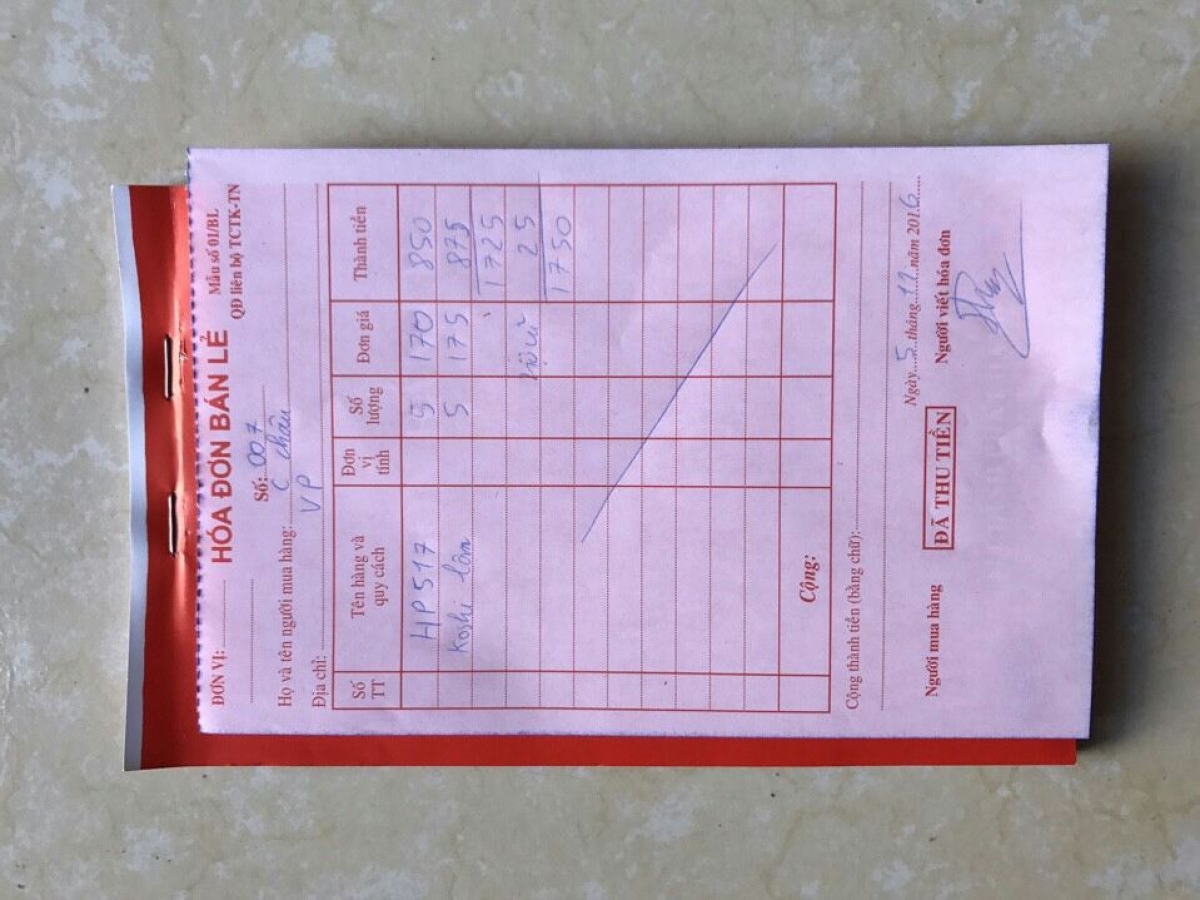 ĐƠN VỊ: HÓA ĐƠN BÁN LẺ Mẫu số 01/BL
QĐ liên bộ TCTK-TN
Số: 007
Họ và tên người mua hàng: C Châu
Địa chỉ: VP
Số TT Tên hàng và quy cách Đơn vị tính Số lượng Đơn giá Thành tiền
HP517 5 170 850
Koshi lớn 5 175 875
1725
25
1750
Cộng:
Cộng thành tiền (bằng chữ):
Ngày 5 tháng 12 năm 2016
Người mua hàng ĐÃ THU TIỀN Người viết hóa đơn